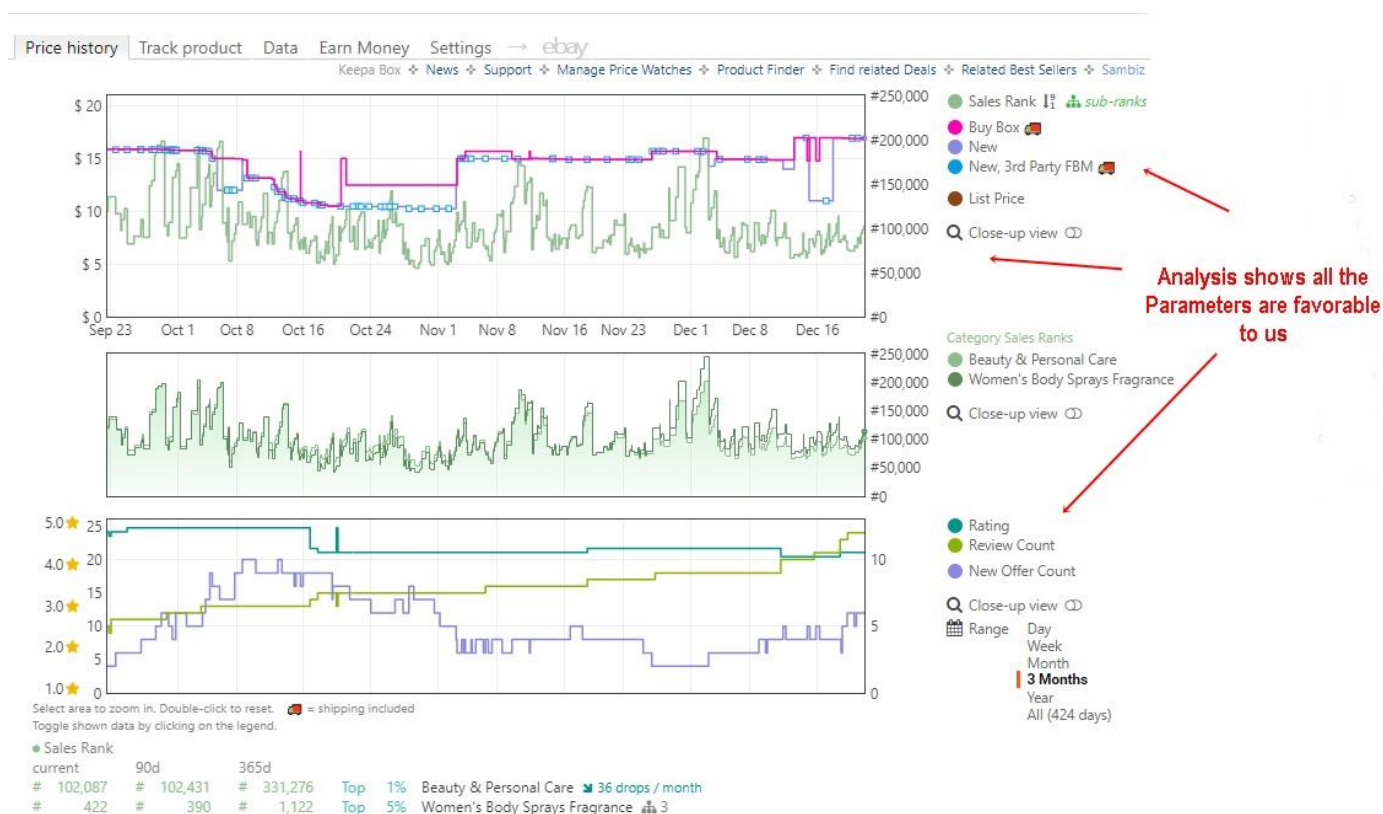 Price history Track product Data Earn Money Settings → ebay
Keepa Box ✧ News ✧ Support ✧ Manage Price Watches ✧ Product Finder ✧ Find related Deals ✧ Related Best Sellers ✧ Sambiz
$ 20
$ 15
$ 10
$ 5
$ 0
#250,000
#200,000
#150,000
#100,000
#50,000
#0
Sep 23 Oct 1 Oct 8 Oct 16 Oct 24 Nov 1 Nov 8 Nov 16 Nov 23 Dec 1 Dec 8 Dec 16
Sales Rank sub-ranks
Buy Box
New
New, 3rd Party FBM
List Price
Close-up view
Analysis shows all the
Parameters are favorable
to us
#250,000
#200,000
#150,000
#100,000
#50,000
#0
Category Sales Ranks
Beauty & Personal Care
Women's Body Sprays Fragrance
Close-up view
5.0 25
4.0 20
3.0 15
2.0 10
1.0 5
0
10
5
0
Rating
Review Count
New Offer Count
Close-up view
Range Day
Week
Month
3 Months
Year
All (424 days)
Select area to zoom in. Double-click to reset. = shipping included
Toggle shown data by clicking on the legend.
Sales Rank
current 90d 365d
# 102,087 # 102,431 # 331,276 Top 1% Beauty & Personal Care 36 drops / month
# 422 # 390 # 1,122 Top 5% Women's Body Sprays Fragrance 3